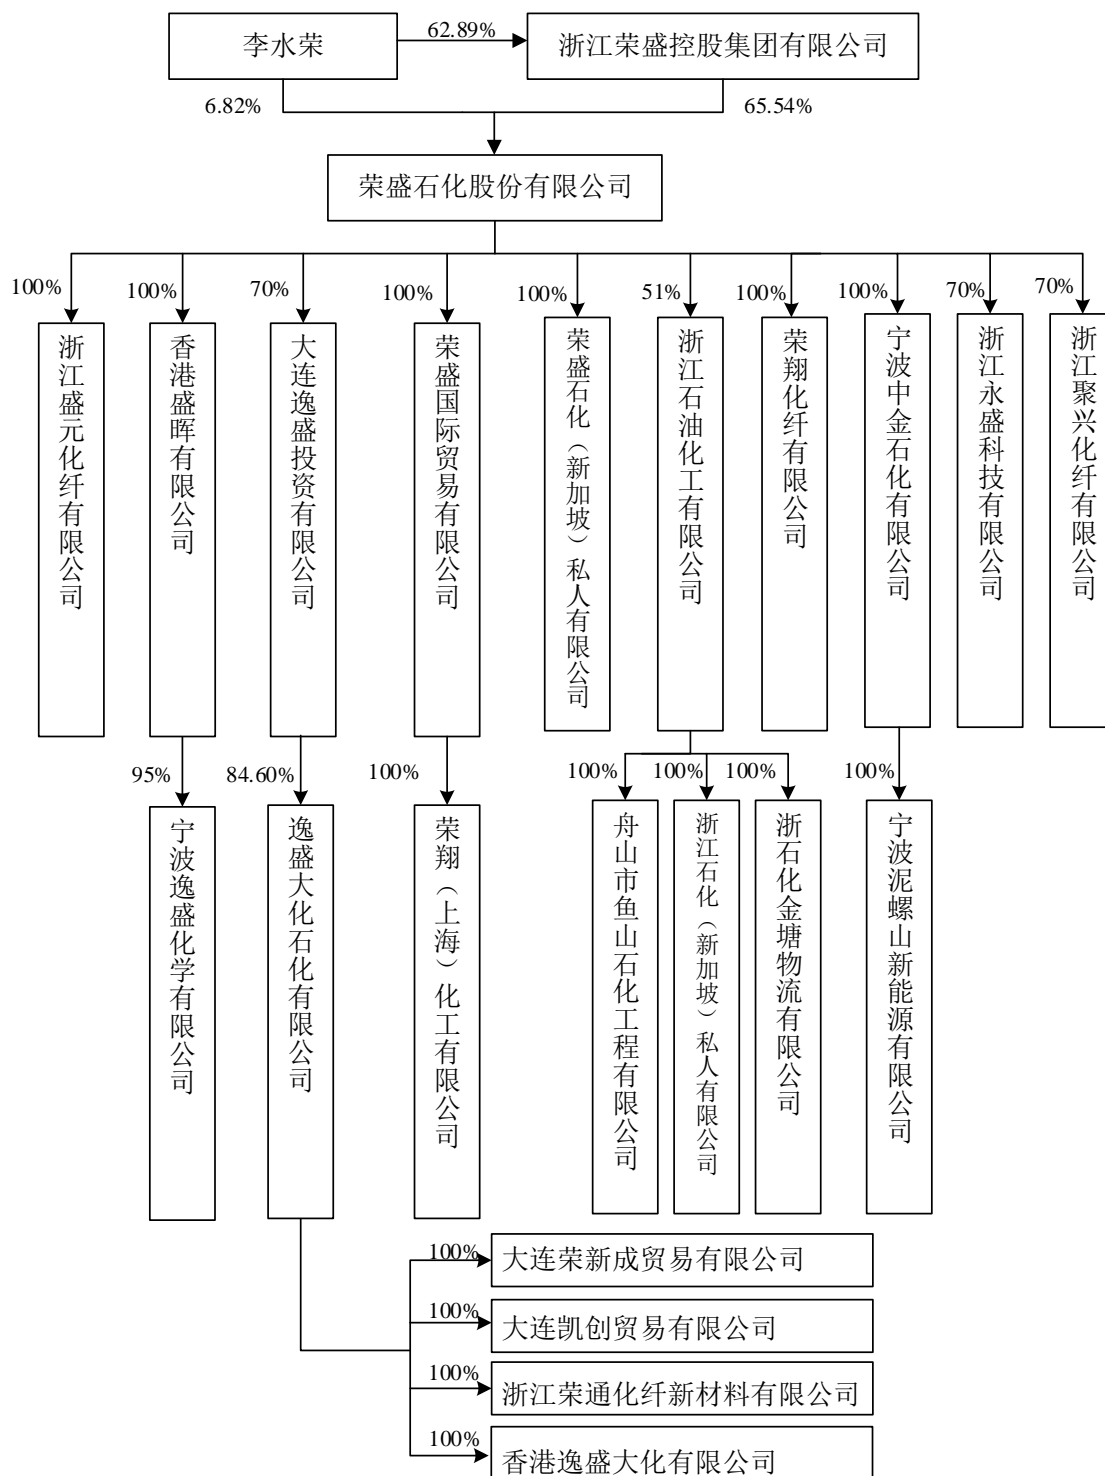 李水荣
62.89%
浙江荣盛控股集团有限公司
6.82%
65.54%
荣盛石化股份有限公司
100%
100%
70%
100%
100%
51%
100%
100%
70%
70%
浙江盛元化纤有限公司
香港盛晖有限公司
大连逸盛投资有限公司
荣盛国际贸易有限公司
荣盛石化（新加坡）私人有限公司
浙江石油化工有限公司
荣翔化纤有限公司
宁波中金石化有限公司
浙江永盛科技有限公司
浙江聚兴化纤有限公司
95%
84.60%
100%
100%
100%
100%
100%
宁波逸盛化学有限公司
逸盛大化石化有限公司
荣翔（上海）化工有限公司
舟山市鱼山石化工程有限公司
浙江石化（新加坡）私人有限公司
浙石化金塘物流有限公司
宁波泥螺山新能源有限公司
100%
大连荣新成贸易有限公司
100%
大连凯创贸易有限公司
100%
浙江荣通化纤新材料有限公司
100%
香港逸盛大化有限公司